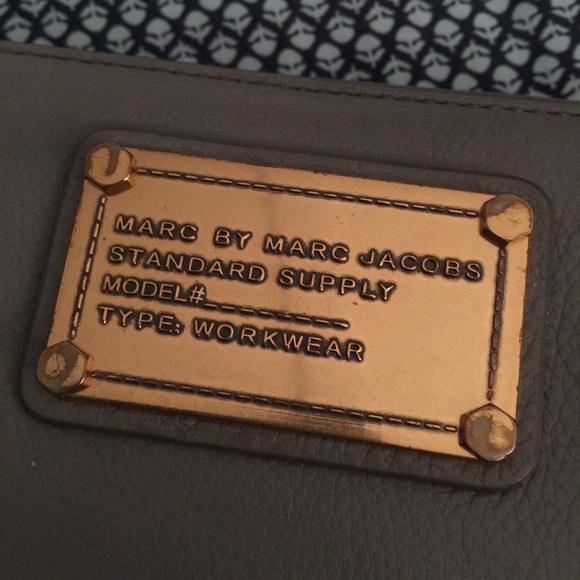 MARC BY MARC JACOBS
STANDARD SUPPLY
MODEL#_________
TYPE: WORKWEAR